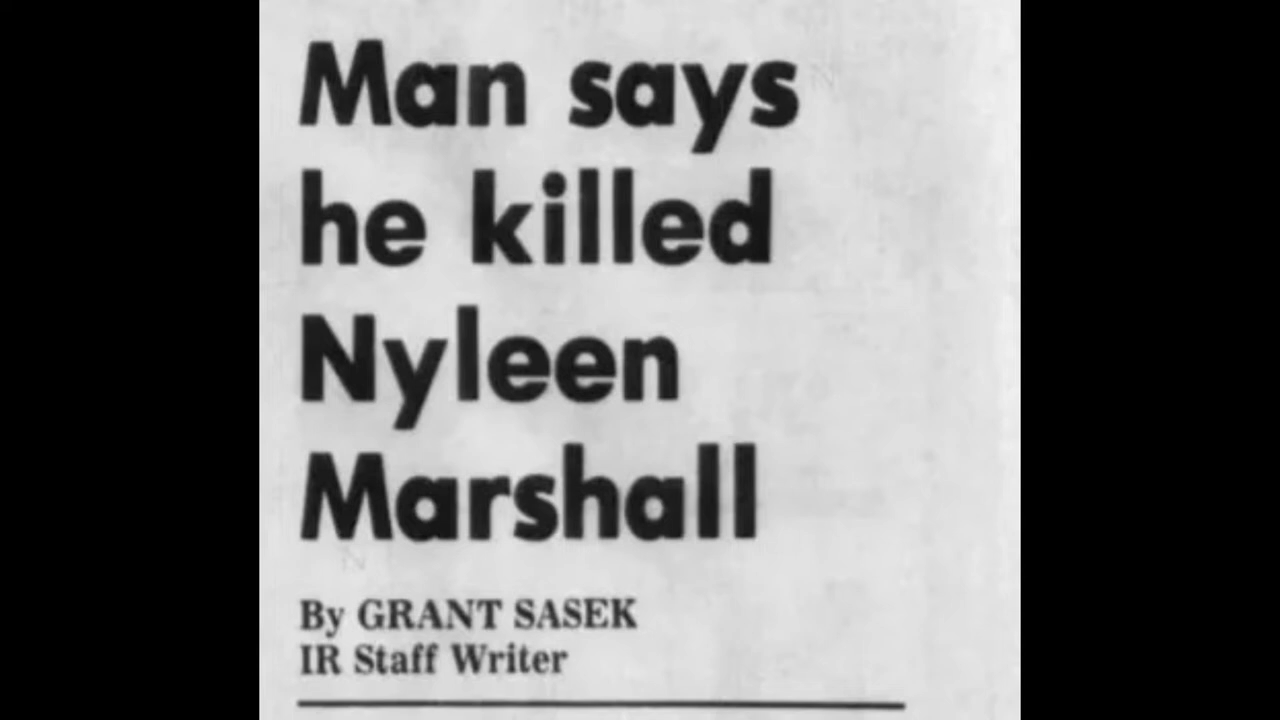 Man says
he killed
Nyleen
Marshall
By GRANT SASEK
IR Staff Writer